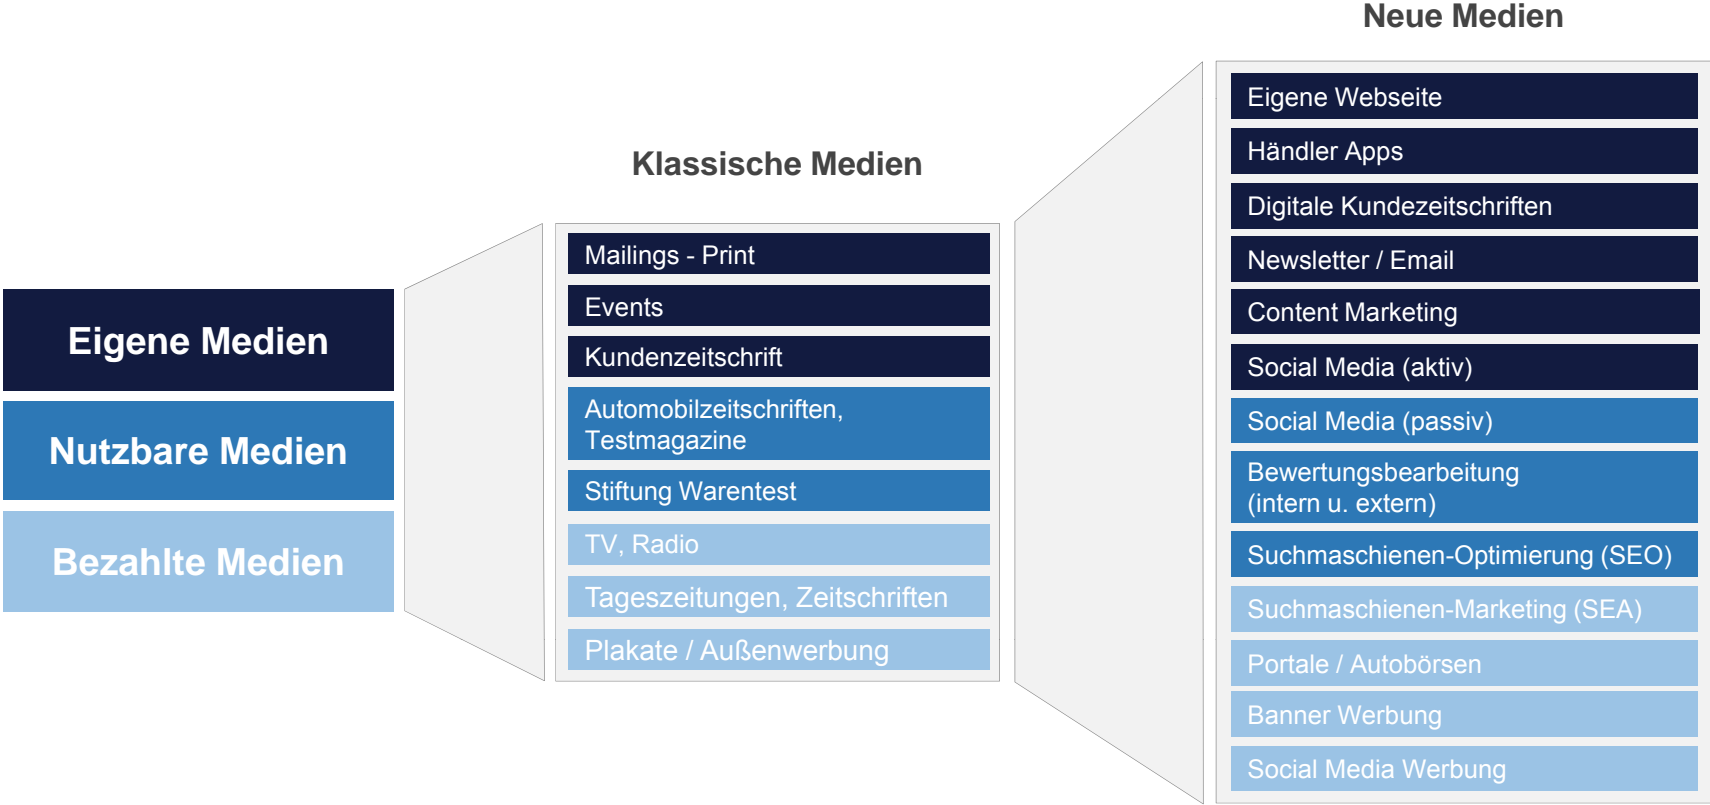 Neue Medien
Klassische Medien
Eigene Medien
Nutzbare Medien
Bezahlte Medien
Mailings - Print
Events
Kundenzeitschrift
Automobilzeitschriften,
Testmagazine
Stiftung Warentest
TV, Radio
Tageszeitungen, Zeitschriften
Plakate / Außenwerbung
Eigene Webseite
Händler Apps
Digitale Kundezeitschriften
Newsletter / Email
Content Marketing
Social Media (aktiv)
Social Media (passiv)
Bewertungsbearbeitung
(intern u. extern)
Suchmaschienen-Optimierung (SEO)
Suchmaschienen-Marketing (SEA)
Portale / Autobörsen
Banner Werbung
Social Media Werbung